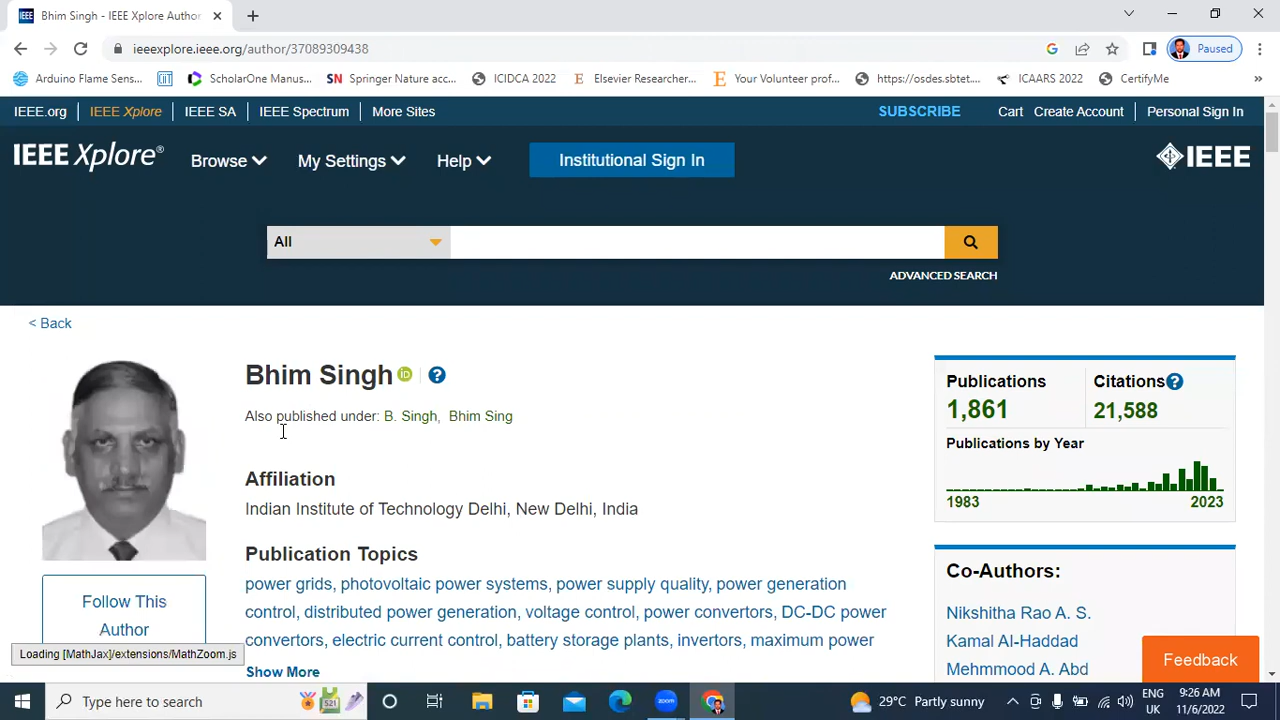 Bhim Singh - IEEE Xplore Author
ieeexplore.ieee.org/author/37089309438
Paused
Arduino Flame Sens...
ScholarOne Manus...
SN Springer Nature acc...
ICIDCA 2022
Elsevier Researcher...
Your Volunteer prof...
https://osdes.sbtet....
ICAARS 2022
CertifyMe
»
IEEE.org
IEEE Xplore
IEEE SA
IEEE Spectrum
More Sites
SUBSCRIBE
Cart
Create Account
Personal Sign In
IEEE Xplore®
Browse
My Settings
Help
Institutional Sign In
IEEE
All
ADVANCED SEARCH
< Back
Bhim Singh
Also published under: B. Singh, Bhim Sing
Affiliation
Indian Institute of Technology Delhi, New Delhi, India
Publication Topics
power grids, photovoltaic power systems, power supply quality, power generation
control, distributed power generation, voltage control, power convertors, DC-DC power
convertors, electric current control, battery storage plants, invertors, maximum power
Show More
Follow This
Author
Loading [MathJax]/extensions/MathZoom.js
Publications
1,861
Citations
21,588
Publications by Year
1983
2023
Co-Authors:
Nikshitha Rao A. S.
Kamal Al-Haddad
Mehmmood A. Abd
Feedback
Type here to search
521
zoom
29°C Partly sunny
ENG
UK
9:26 AM
11/6/2022